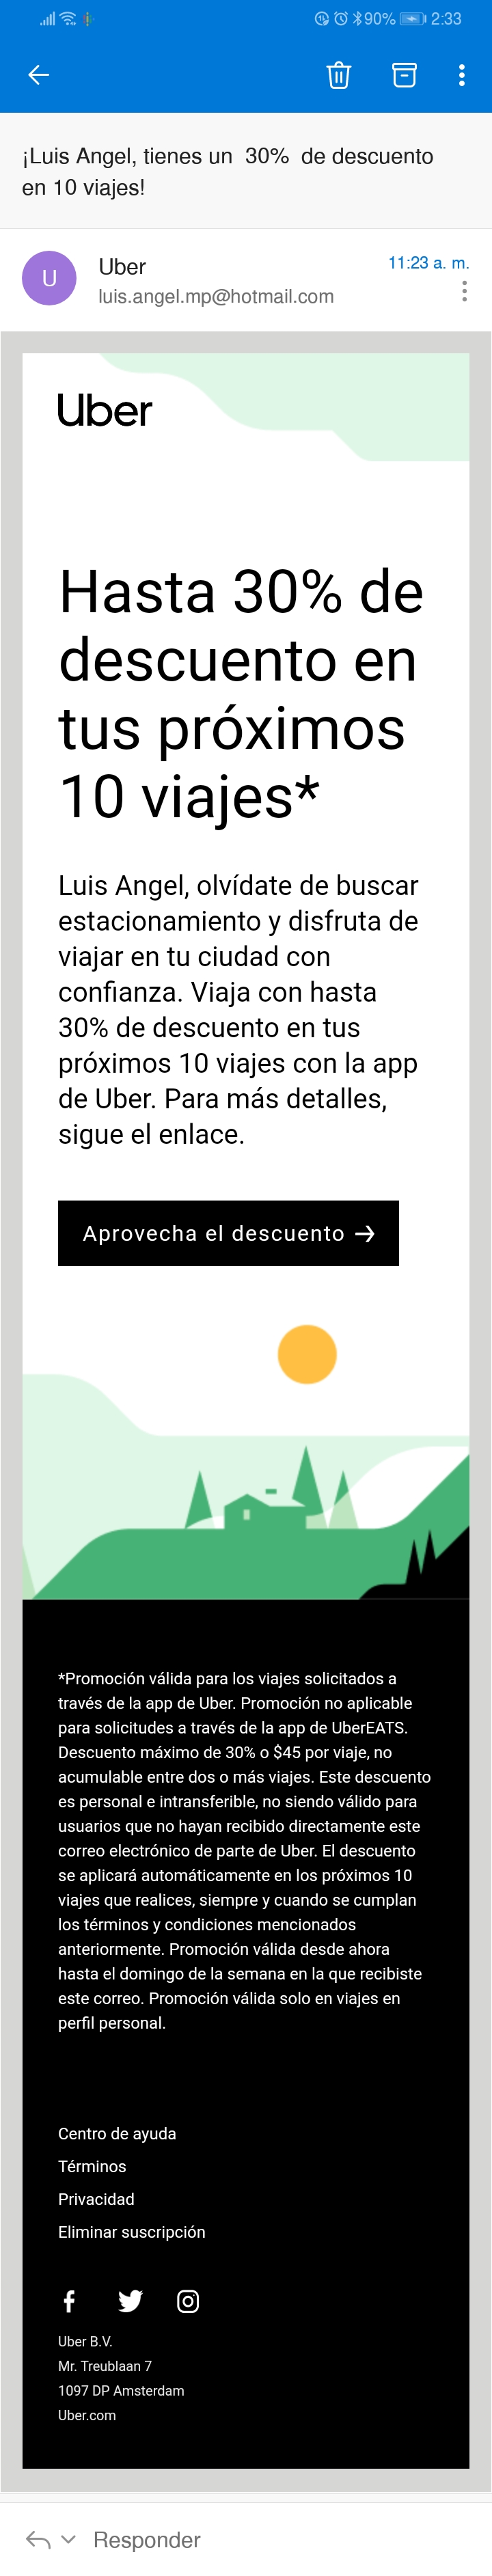 90% 2:33
¡Luis Angel, tienes un  30%  de descuento
en 10 viajes!
U
Uber
11:23 a. m.
luis.angel.mp@hotmail.com
Uber
Hasta 30% de
descuento en
tus próximos
10 viajes*
Luis Angel, olvídate de buscar
estacionamiento y disfruta de
viajar en tu ciudad con
confianza. Viaja con hasta
30% de descuento en tus
próximos 10 viajes con la app
de Uber. Para más detalles,
sigue el enlace.
Aprovecha el descuento →
*Promoción válida para los viajes solicitados a
través de la app de Uber. Promoción no aplicable
para solicitudes a través de la app de UberEATS.
Descuento máximo de 30% o $45 por viaje, no
acumulable entre dos o más viajes. Este descuento
es personal e intransferible, no siendo válido para
usuarios que no hayan recibido directamente este
correo electrónico de parte de Uber. El descuento
se aplicará automáticamente en los próximos 10
viajes que realices, siempre y cuando se cumplan
los términos y condiciones mencionados
anteriormente. Promoción válida desde ahora
hasta el domingo de la semana en la que recibiste
este correo. Promoción válida solo en viajes en
perfil personal.
Centro de ayuda
Términos
Privacidad
Eliminar suscripción
Uber B.V.
Mr. Treublaan 7
1097 DP Amsterdam
Uber.com
Responder